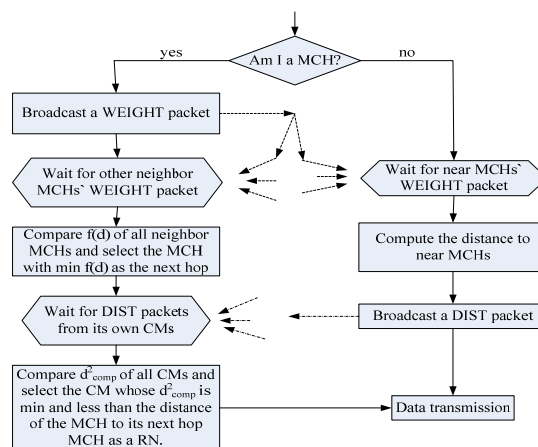 Am I a MCH?
yes
no
Broadcast a WEIGHT packet
Wait for other neighbor
MCHs` WEIGHT packet
Wait for near MCHs`
WEIGHT packet
Compare f(d) of all neighbor
MCHs and select the MCH
with min f(d) as the next hop
Compute the distance to
near MCHs
Wait for DIST packets
from its own CMs
Broadcast a DIST packet
Compare d²comp of all CMs and
select the CM whose d²comp is
min and less than the distance
of the MCH to its next hop
MCH as a RN.
Data transmission